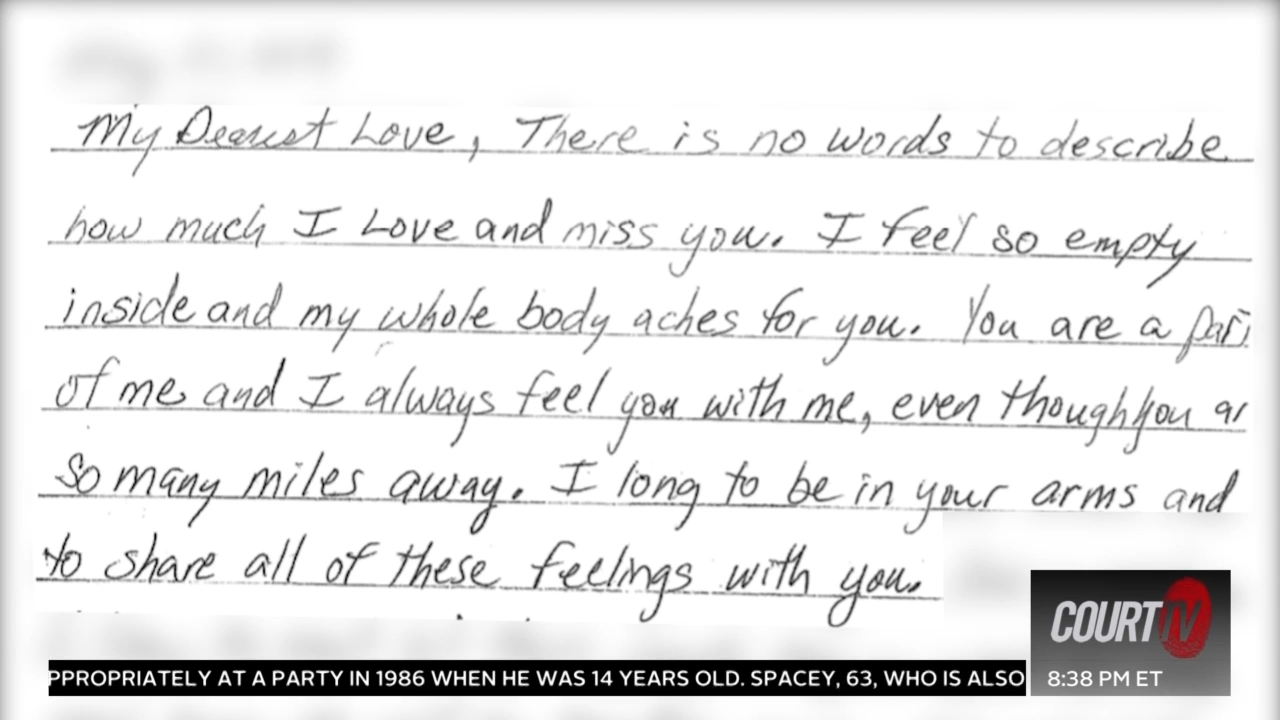 My Dearest Love, There is no words to describe
how much I Love and miss you. I feel so empty
inside and my whole body aches for you. You are a par
of me and I always feel you with me, even though you ar
so many miles away. I long to be in your arms and
to share all of these feelings with you.
COURT TV
PPROPRIATELY AT A PARTY IN 1986 WHEN HE WAS 14 YEARS OLD. SPACEY, 63, WHO IS ALSO
8:38 PM ET